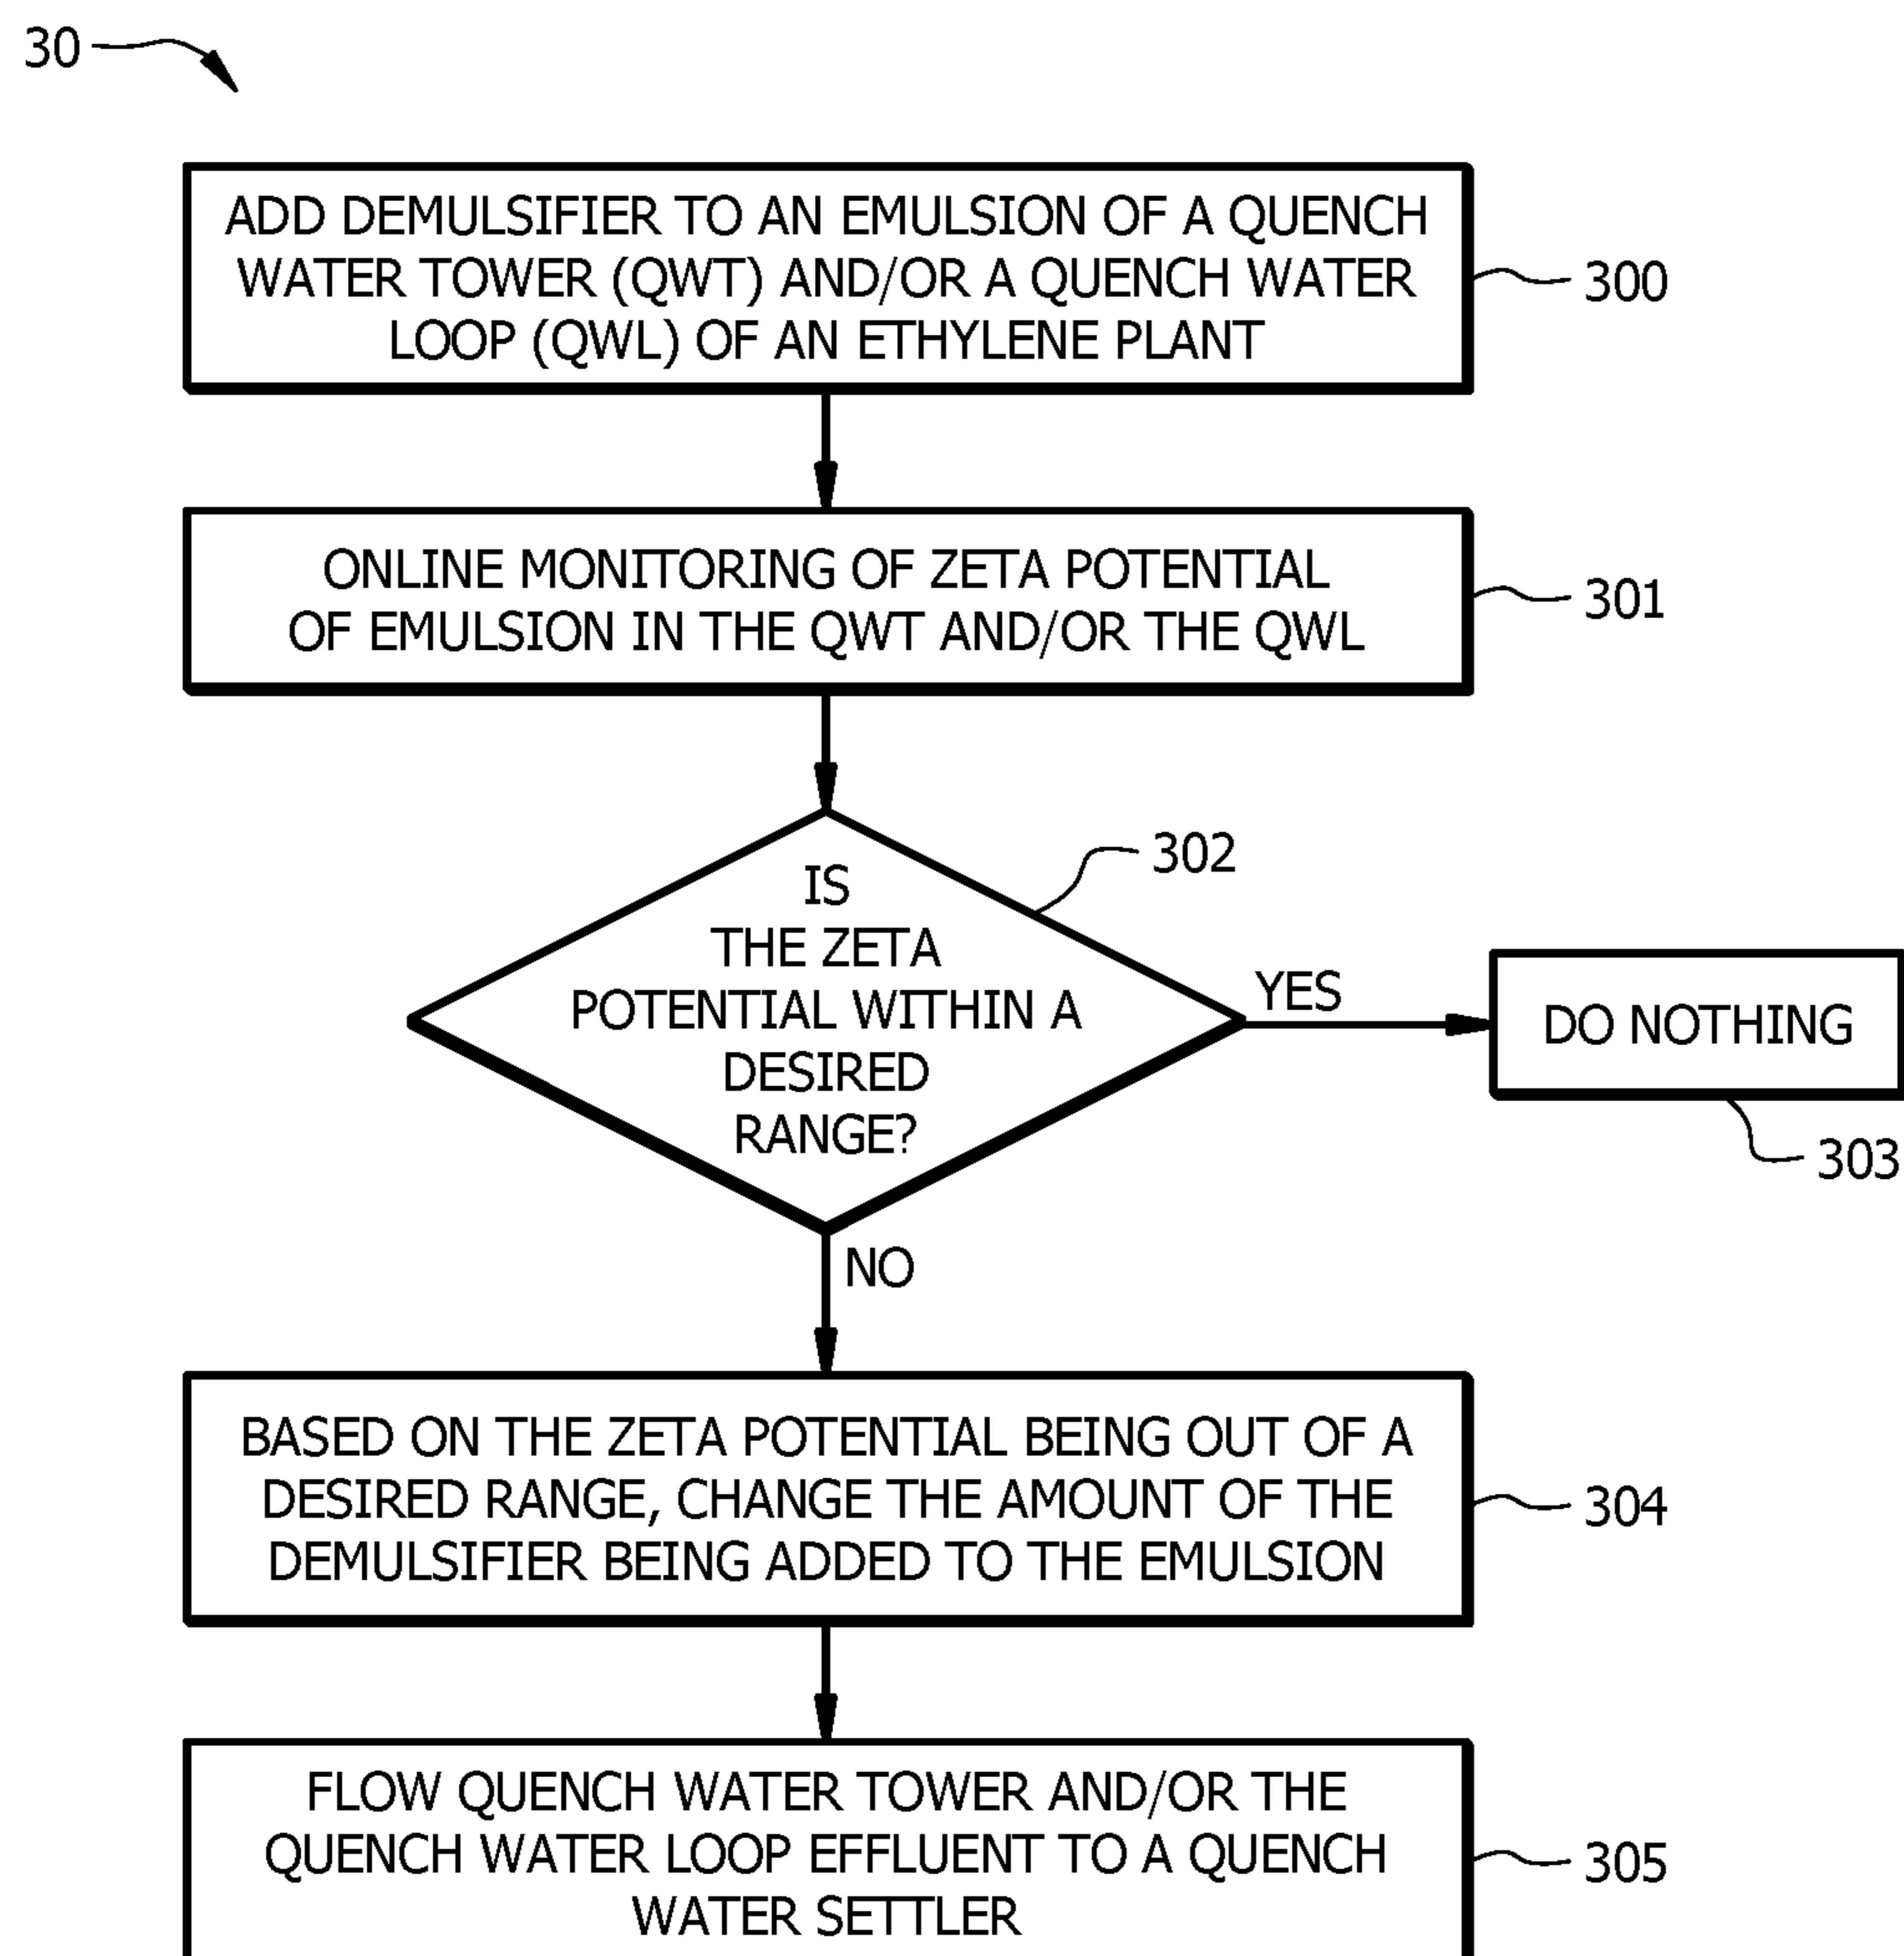 30
ADD DEMULSIFIER TO AN EMULSION OF A QUENCH
WATER TOWER (QWT) AND/OR A QUENCH WATER
LOOP (QWL) OF AN ETHYLENE PLANT
300
ONLINE MONITORING OF ZETA POTENTIAL
OF EMULSION IN THE QWT AND/OR THE QWL
301
302
IS
THE ZETA
POTENTIAL WITHIN A
DESIRED
RANGE?
YES
DO NOTHING
303
NO
BASED ON THE ZETA POTENTIAL BEING OUT OF A
DESIRED RANGE, CHANGE THE AMOUNT OF THE
DEMULSIFIER BEING ADDED TO THE EMULSION
304
FLOW QUENCH WATER TOWER AND/OR THE
QUENCH WATER LOOP EFFLUENT TO A QUENCH
WATER SETTLER
305